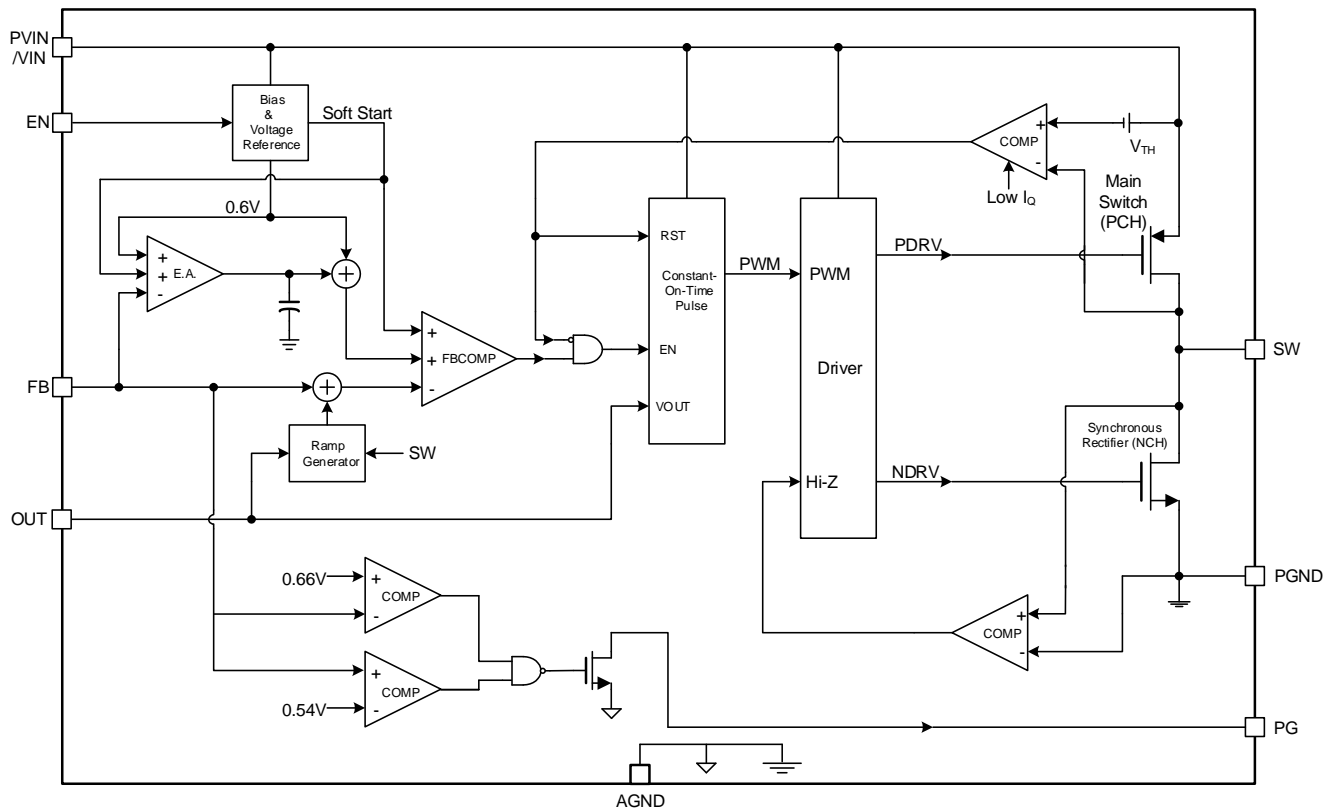 PVIN
/VIN
EN
Bias
&
Voltage
Reference
Soft Start
0.6V
+
+
-
E.A.
+
+
+
-
FBCOMP
FB
+
Ramp
Generator
SW
OUT
RST
Constant-
On-Time
Pulse
EN
VOUT
PWM
PWM
Driver
Hi-Z
PDRV
NDRV
+
-
COMP
Low IQ
VTH
Main
Switch
(PCH)
SW
Synchronous
Rectifier (NCH)
PGND
+
-
COMP
0.66V
+
-
COMP
+
-
COMP
0.54V
PG
AGND